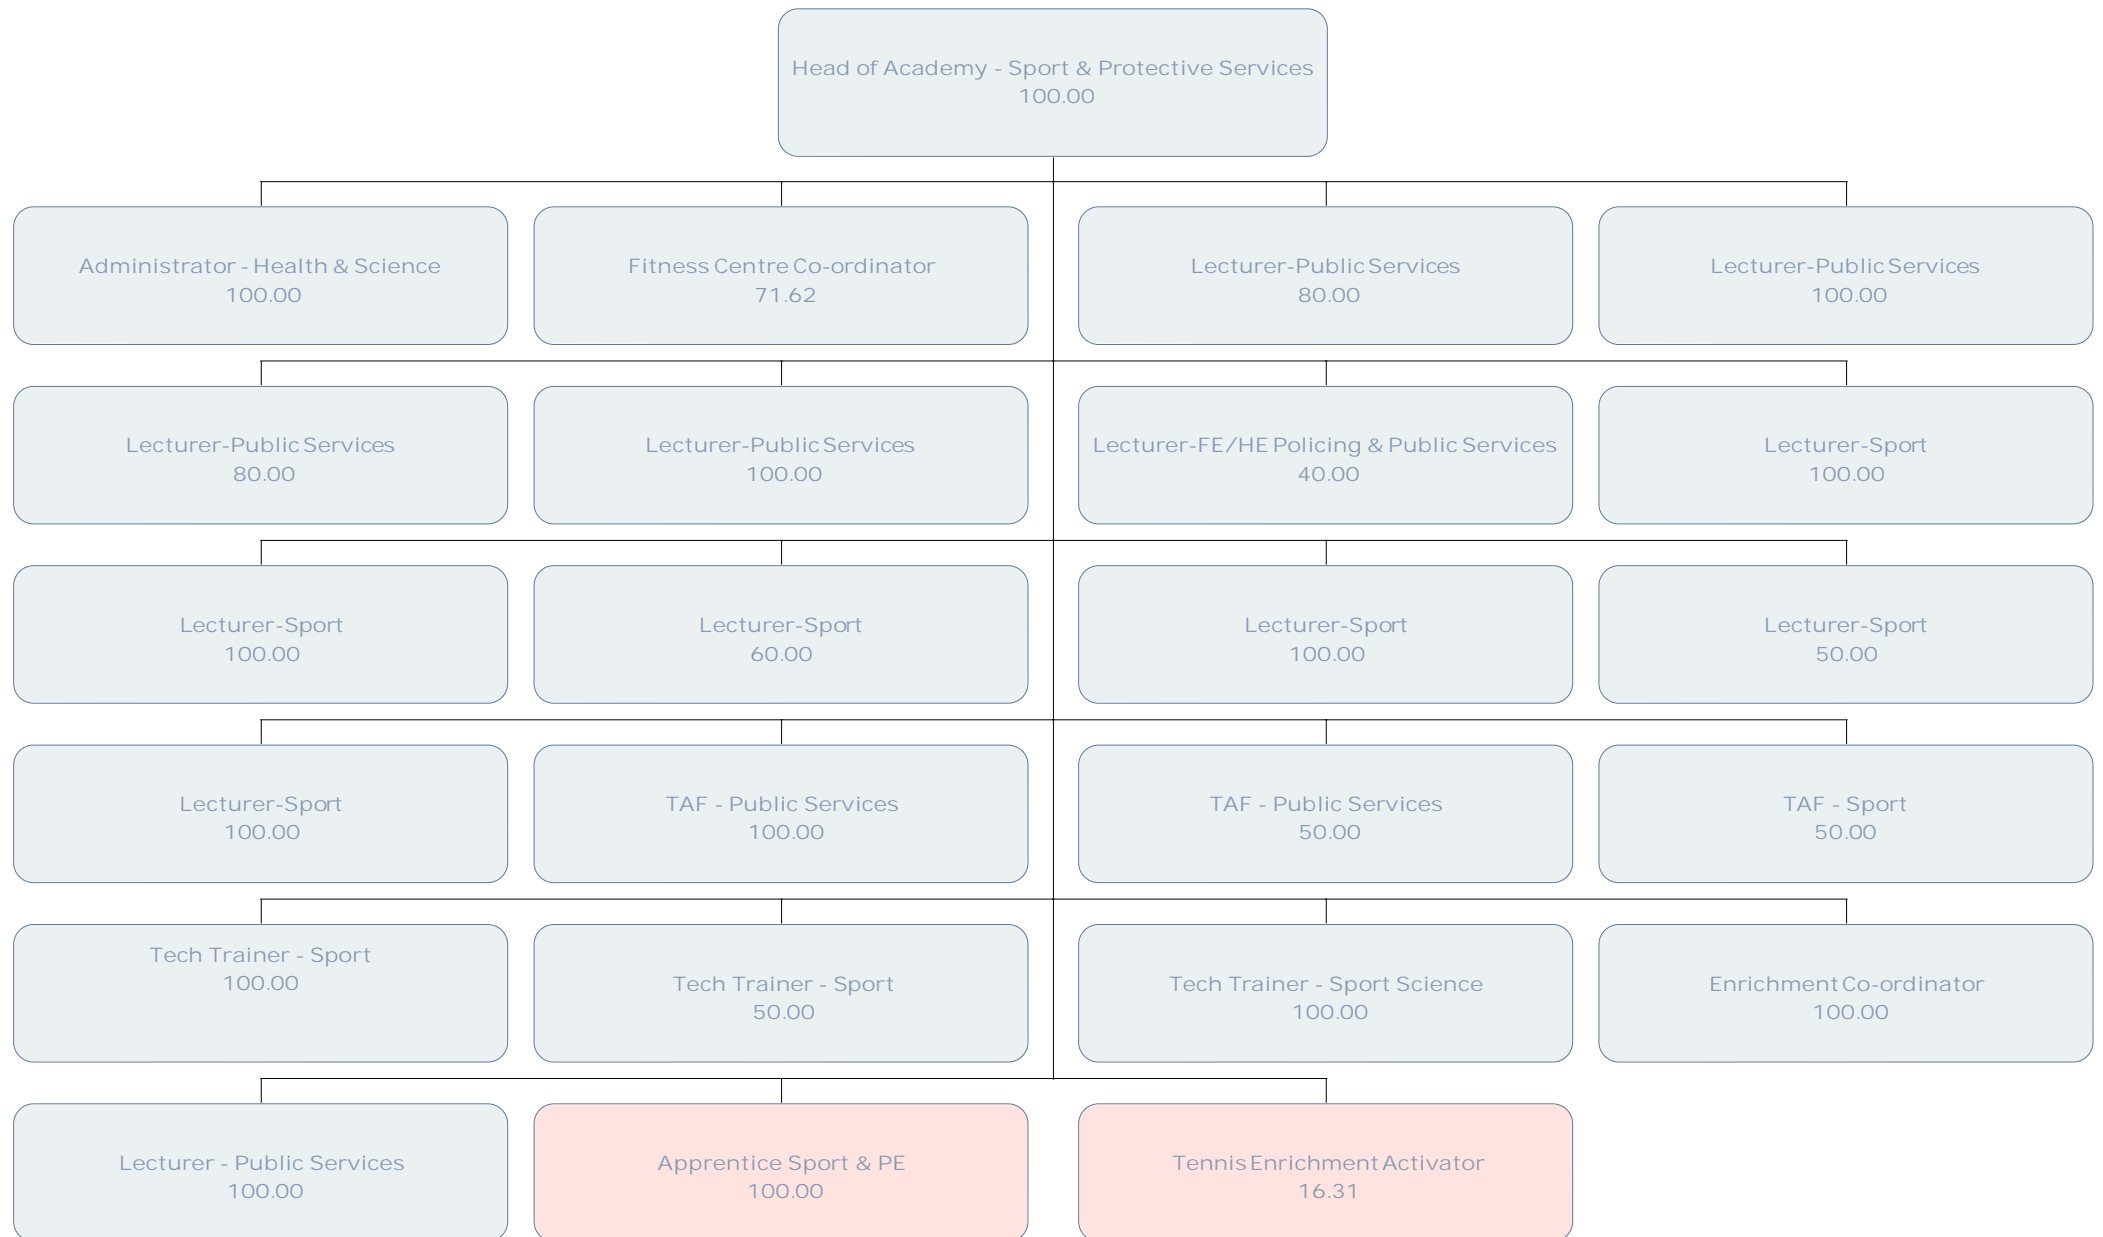 Head of Academy - Sport & Protective Services
100.00
Administrator - Health & Science
100.00
Fitness Centre Co-ordinator
71.62
Lecturer-Public Services
80.00
Lecturer-Public Services
100.00
Lecturer-Public Services
80.00
Lecturer-Public Services
100.00
Lecturer-FE/HE Policing & Public Services
40.00
Lecturer-Sport
100.00
Lecturer-Sport
100.00
Lecturer-Sport
60.00
Lecturer-Sport
100.00
Lecturer-Sport
50.00
Lecturer-Sport
100.00
TAF - Public Services
100.00
TAF - Public Services
50.00
TAF - Sport
50.00
Tech Trainer - Sport
100.00
Tech Trainer - Sport
50.00
Tech Trainer - Sport Science
100.00
Enrichment Co-ordinator
100.00
Lecturer - Public Services
100.00
Apprentice Sport & PE
100.00
Tennis Enrichment Activator
16.31